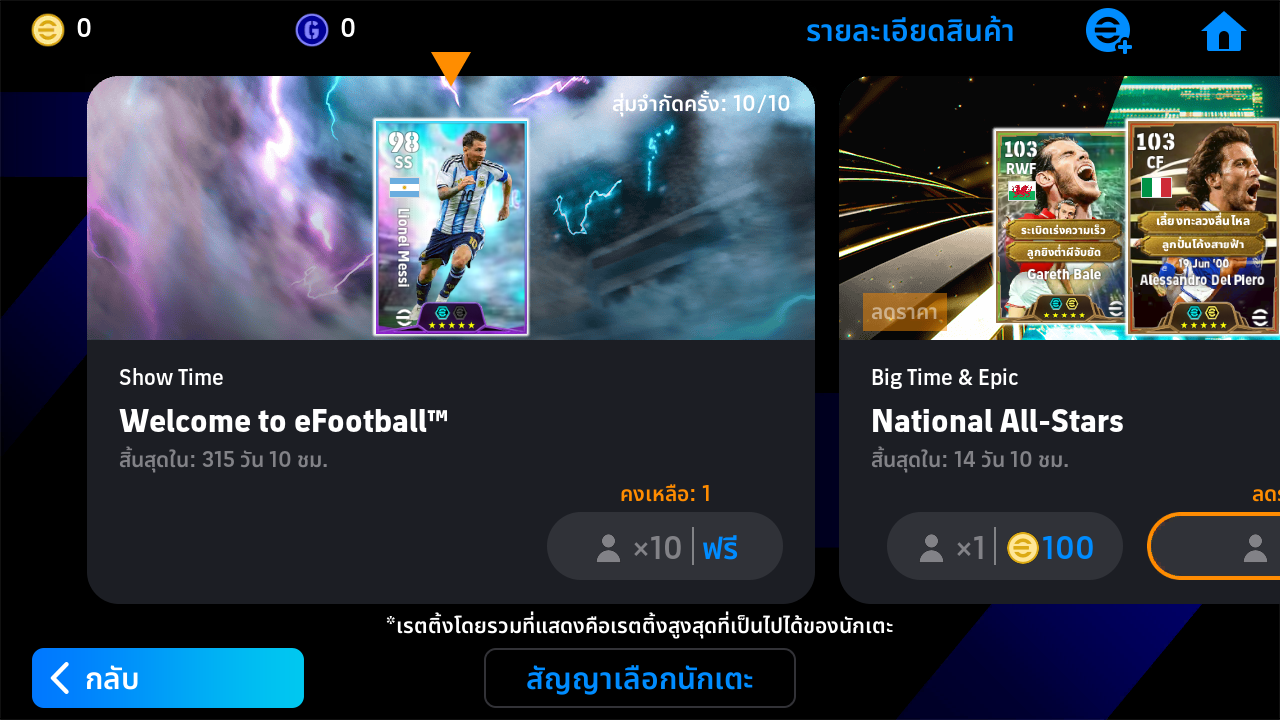 0
0
รายละเอียดสินค้า
สุ่มจำกัดครั้ง: 10/10
98
SS
Lionel Messi
Show Time
Welcome to eFootball™
สิ้นสุดใน: 315 วัน 10 ชม.
คงเหลือ: 1
×10
ฟรี
103
RWF
ระเบิดเร่งความเร็ว
ลูกยิงต่ำผีจับยัด
Gareth Bale
103
CF
เลี้ยงทะลวงลื่นไหล
ลูกปั่นโค้งสายฟ้า
19 Jun '00
Alessandro Del Piero
ลดราคา
Big Time & Epic
National All-Stars
สิ้นสุดใน: 14 วัน 10 ชม.
×1
100
*เรตติ้งโดยรวมที่แสดงคือเรตติ้งสูงสุดที่เป็นไปได้ของนักเตะ
กลับ
สัญญาเลือกนักเตะ